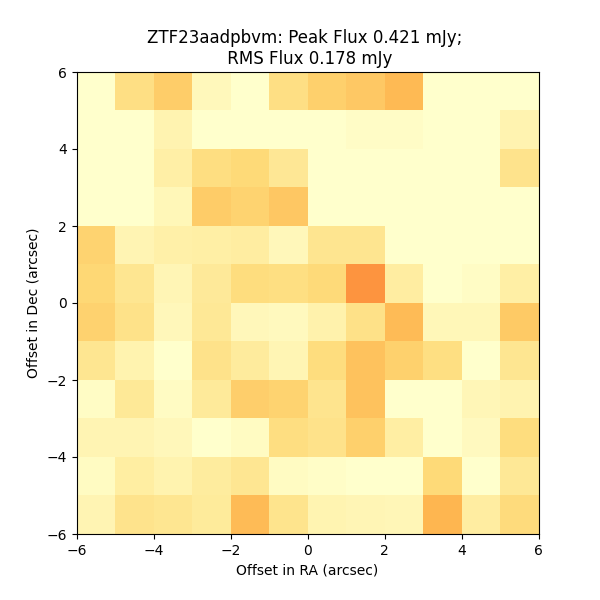 ZTF23aadpbvm: Peak Flux 0.421 mJy;
RMS Flux 0.178 mJy
6
4
2
0
−2
−4
−6
Offset in Dec (arcsec)
−6 −4 −2 0 2 4 6
Offset in RA (arcsec)